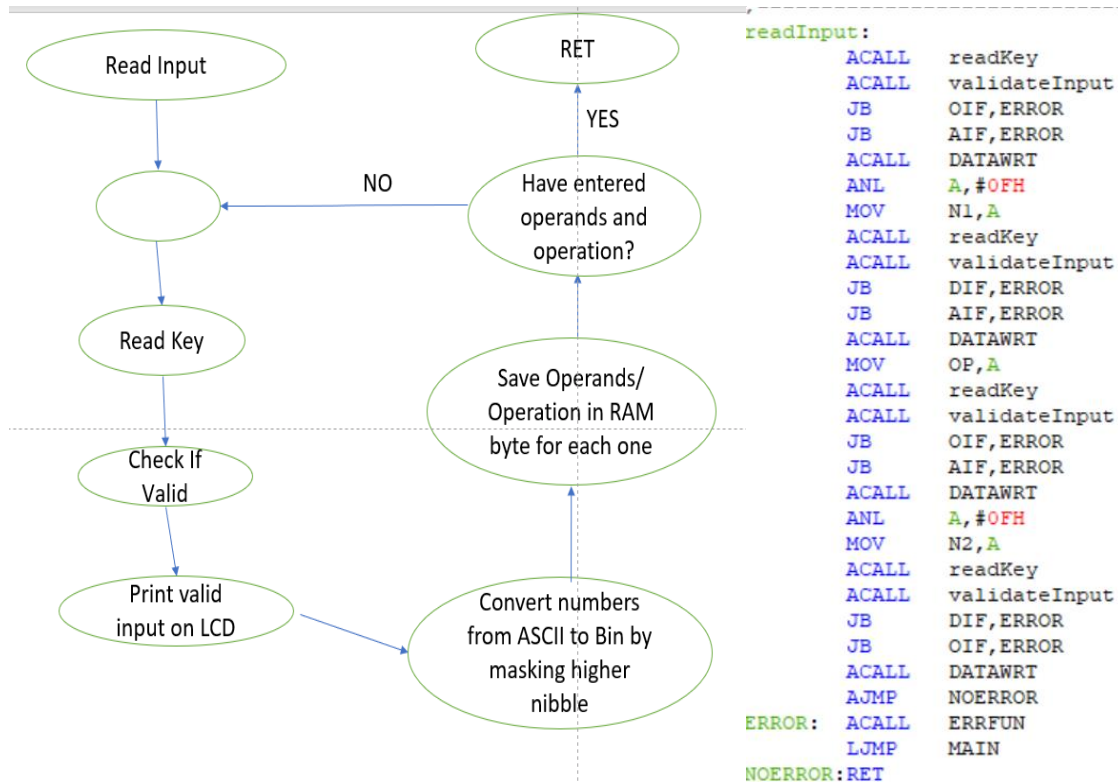 Read Input
Read Key
Check If
Valid
Print valid
input on LCD
Convert numbers
from ASCII to Bin by
masking higher
nibble
Save Operands/
Operation in RAM
byte for each one
Have entered
operands and
operation?
NO
YES
RET
readInput:
ACALL readKey
ACALL validateInput
JB OIF,ERROR
JB AIF,ERROR
ACALL DATAWRT
ANL A,#0FH
MOV N1,A
ACALL readKey
ACALL validateInput
JB DIF,ERROR
JB AIF,ERROR
ACALL DATAWRT
MOV OP,A
ACALL readKey
ACALL validateInput
JB OIF,ERROR
JB AIF,ERROR
ACALL DATAWRT
ANL A,#0FH
MOV N2,A
ACALL readKey
ACALL validateInput
JB DIF,ERROR
JB OIF,ERROR
ACALL DATAWRT
AJMP NOERROR
ERROR: ACALL ERRFUN
LJMP MAIN
NOERROR:RET